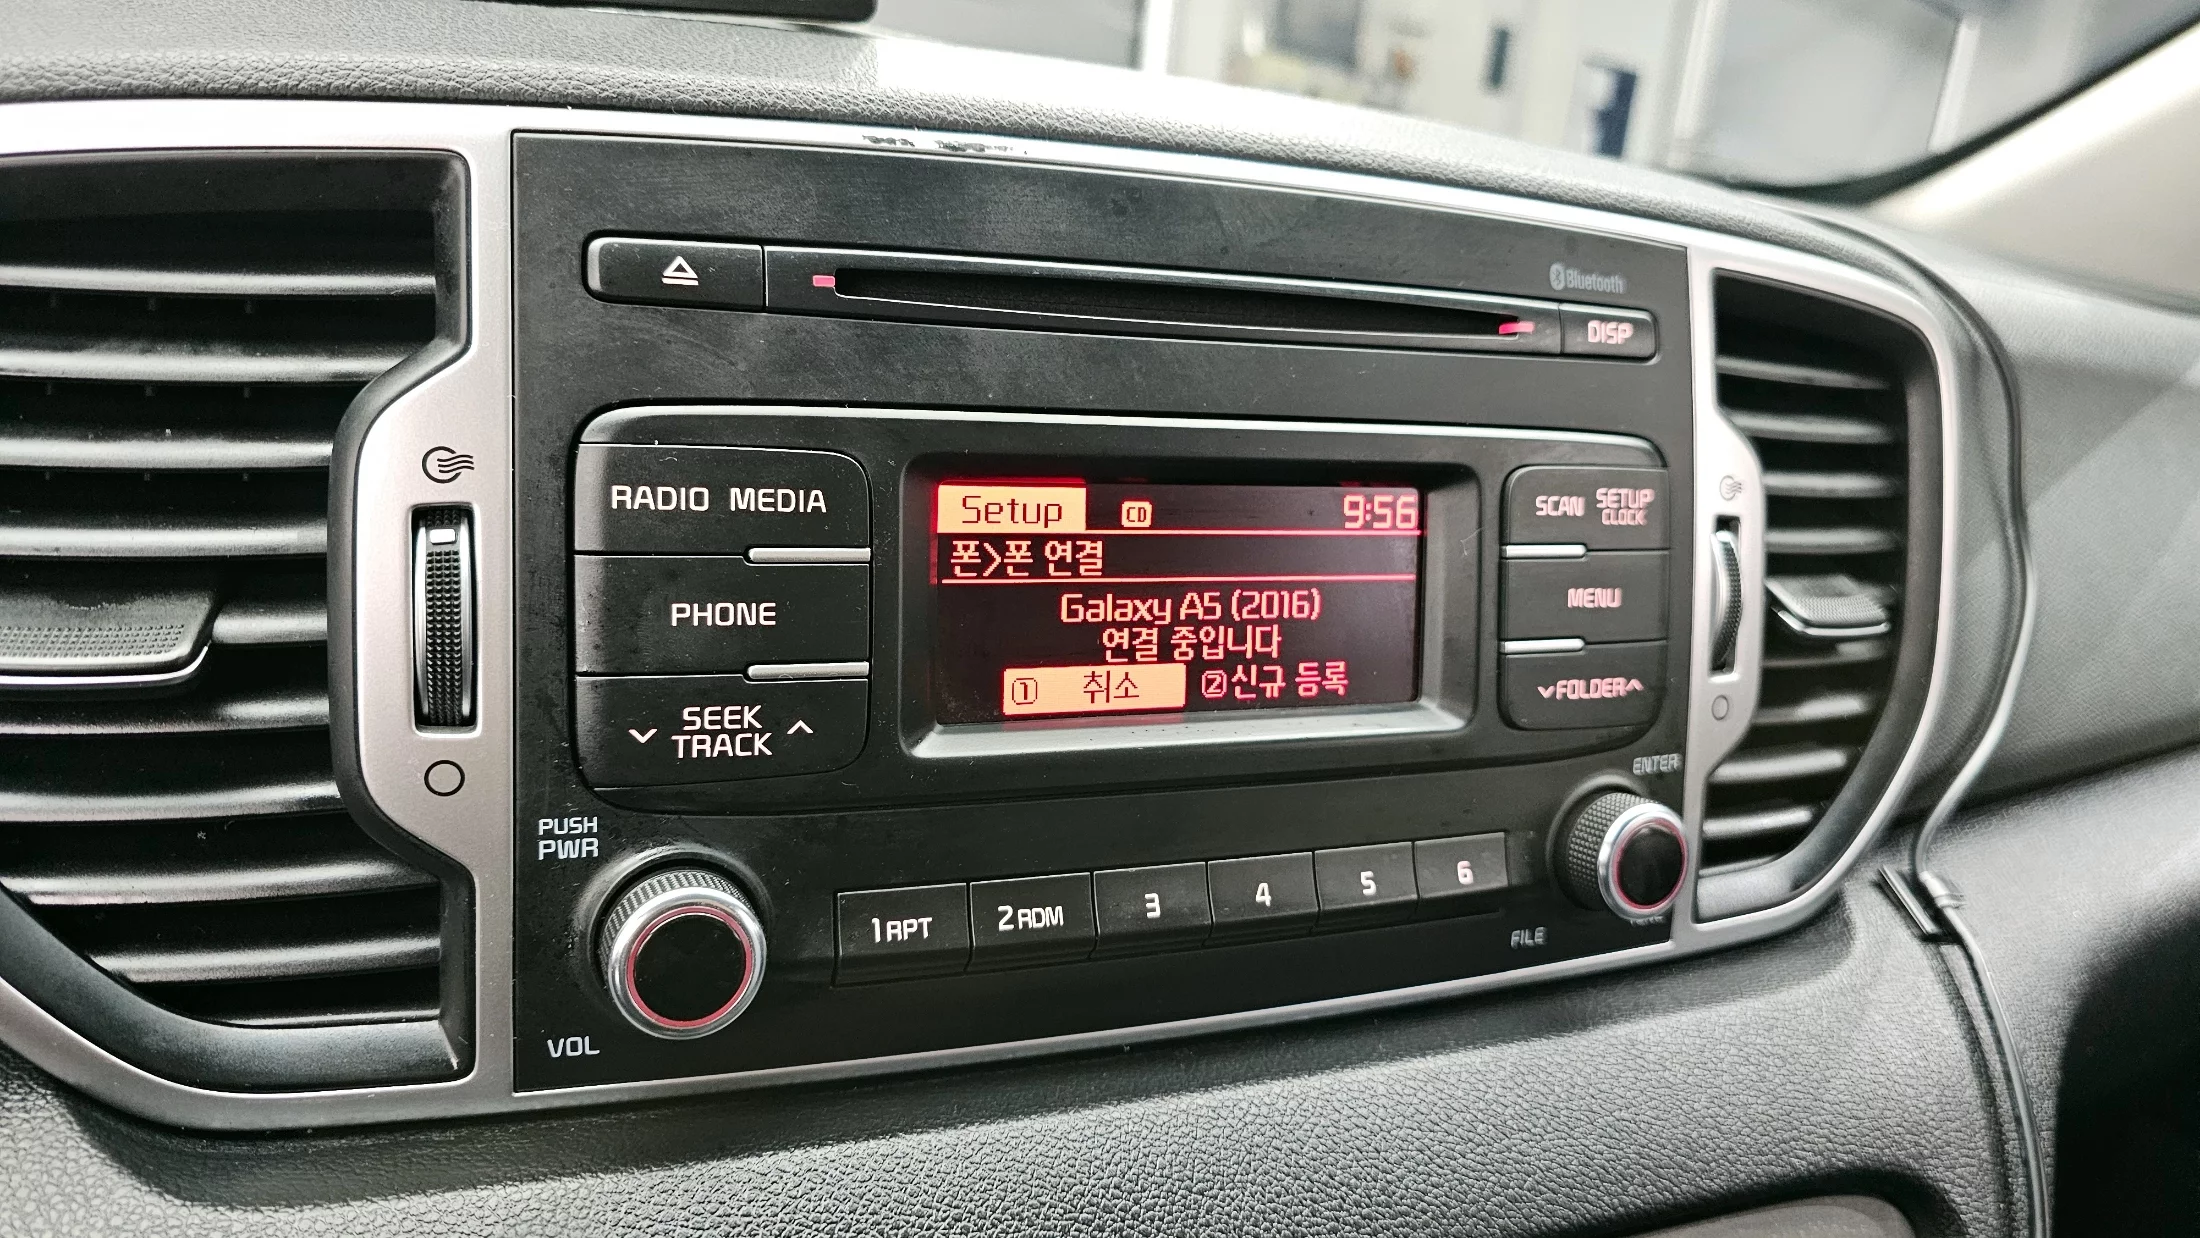 Bluetooth
DISP
RADIO MEDIA
PHONE
SEEK
TRACK
Setup CD 9:56
폰>폰 연결
Galaxy A5 (2016)
연결 중입니다
1 취소 2 신규 등록
SCAN SETUP
CLOCK
MENU
FOLDER
ENTER
PUSH
PWR
VOL
1 RPT 2 RDM 3 4 5 6
FILE